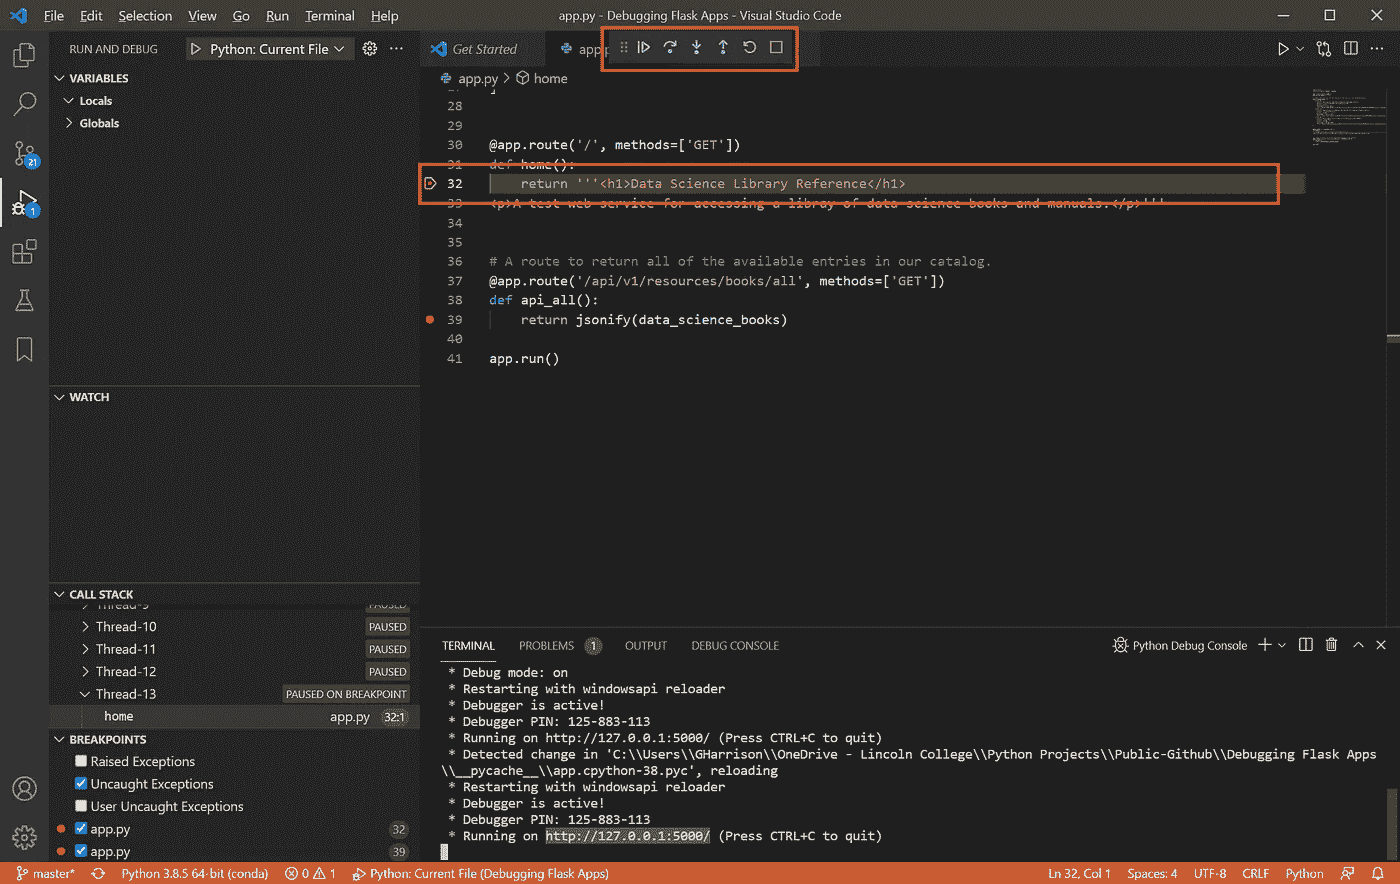 File Edit Selection View Go Run Terminal Help app.py - Debugging Flask Apps - Visual Studio Code
RUN AND DEBUG Python: Current File
Get Started
app.py
app.py > home
VARIABLES
Locals
Globals
WATCH
CALL STACK
Thread-9 PAUSED
Thread-10 PAUSED
Thread-11 PAUSED
Thread-12 PAUSED
Thread-13 PAUSED ON BREAKPOINT
home app.py 32:1
BREAKPOINTS
Raised Exceptions
Uncaught Exceptions
User Uncaught Exceptions
app.py 32
app.py 39
21
1
27 ]
28
29
30 @app.route('/', methods=['GET'])
31 def home():
32 return '''<h1>Data Science Library Reference</h1>
33 <p>A test web service for accessing a libray of data science books and manuals.</p>'''
34
35
36 # A route to return all of the available entries in our catalog.
37 @app.route('/api/v1/resources/books/all', methods=['GET'])
38 def api_all():
39 return jsonify(data_science_books)
40
41 app.run()
TERMINAL PROBLEMS 1 OUTPUT DEBUG CONSOLE Python Debug Console
* Debug mode: on
* Restarting with windowsapi reloader
* Debugger is active!
* Debugger PIN: 125-883-113
* Running on http://127.0.0.1:5000/ (Press CTRL+C to quit)
* Detected change in 'C:\\Users\\GHarrison\\OneDrive - Lincoln College\\Python Projects\\Public-Github\\Debugging Flask Apps
\\__pycache__\\app.cpython-38.pyc', reloading
* Restarting with windowsapi reloader
* Debugger is active!
* Debugger PIN: 125-883-113
* Running on http://127.0.0.1:5000/ (Press CTRL+C to quit)
master* Python 3.8.5 64-bit (conda) 0 1 Python: Current File (Debugging Flask Apps) Ln 32, Col 1 Spaces: 4 UTF-8 CRLF Python